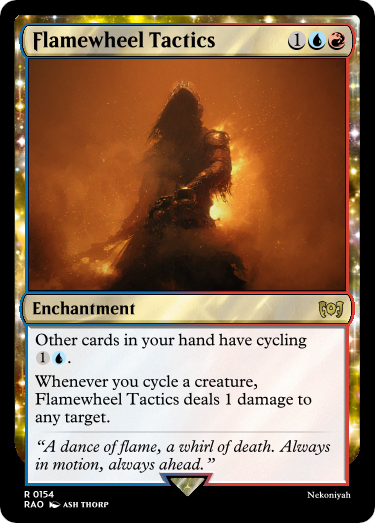 Flamewheel Tactics 1
Enchantment
Other cards in your hand have cycling
1.
Whenever you cycle a creature,
Flamewheel Tactics deals 1 damage to
any target.
“A dance of flame, a whirl of death. Always
in motion, always ahead.”
R 0154
RAO ASH THORP
Nekoniyah